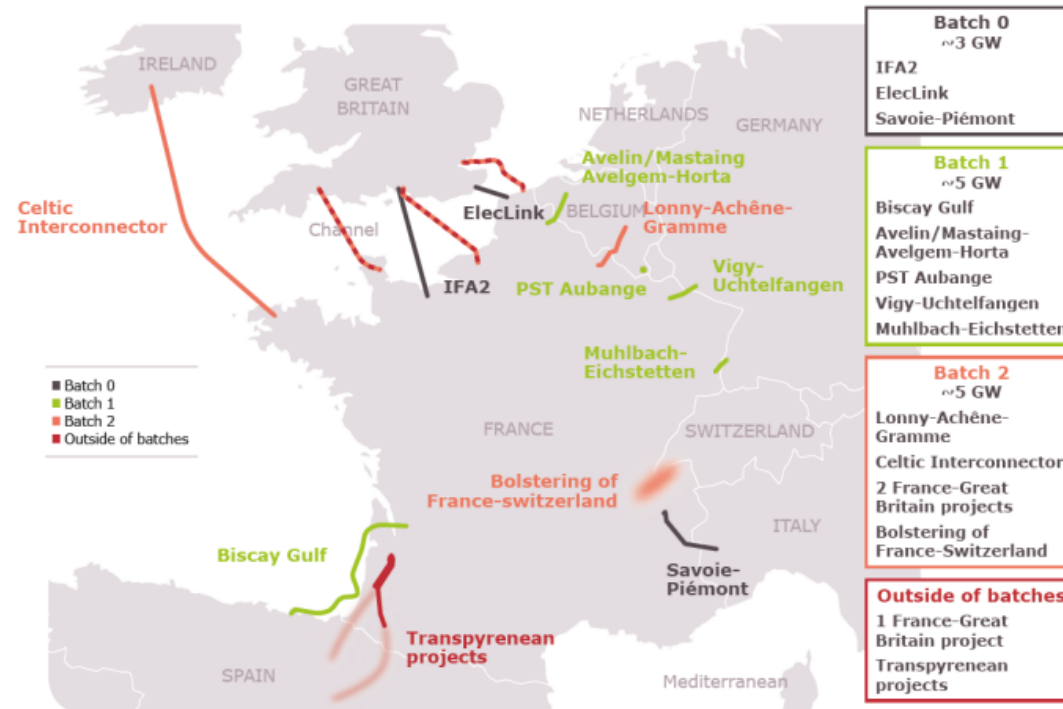 IRELAND
GREAT
BRITAIN
NETHERLANDS
GERMANY
Avelin/Mastaing
Avelgem-Horta
Celtic
Interconnector
Channel
ElecLink
BELGIUM
Lonny-Achêne-
Gramme
IFA2
PST Aubange
Vigy-
Uchtelfangen
Muhlbach-
Eichstetten
Batch 0
Batch 1
Batch 2
Outside of batches
FRANCE
SWITZERLAND
Bolstering of
France-switzerland
ITALY
Biscay Gulf
Savoie-
Piémont
Transpyrenean
projects
SPAIN
Mediterranean
Batch 0
~3 GW
IFA2
ElecLink
Savoie-Piémont
Batch 1
~5 GW
Biscay Gulf
Avelin/Mastaing-
Avelgem-Horta
PST Aubange
Vigy-Uchtelfangen
Muhlbach-Eichstetten
Batch 2
~5 GW
Lonny-Achêne-
Gramme
Celtic Interconnector
2 France-Great
Britain projects
Bolstering of
France-Switzerland
Outside of batches
1 France-Great
Britain project
Transpyrenean
projects